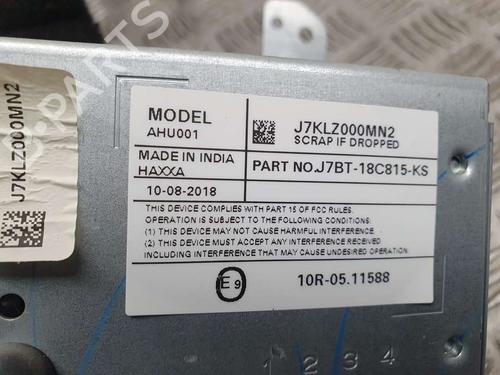 J7KLZ000MN2
MODEL
AHU001
J7KLZ000MN2
SCRAP IF DROPPED
MADE IN INDIA
HAXXA
PART NO.J7BT-18C815-KS
10-08-2018
THIS DEVICE COMPLIES WITH PART 15 OF FCC RULES.
OPERATION IS SUBJECT TO THE FOLLOWING CONDITIONS:
(1) THIS DEVICE MAY NOT CAUSE HARMFUL INTERFERENCE,
(2) THIS DEVICE MUST ACCEPT ANY INTERFERENCE RECEIVED
INCLUDING INTERFERENCE THAT MAY CAUSE UNDESIRED OPERATION.
E9
10R-05.11588
1 2 3 4